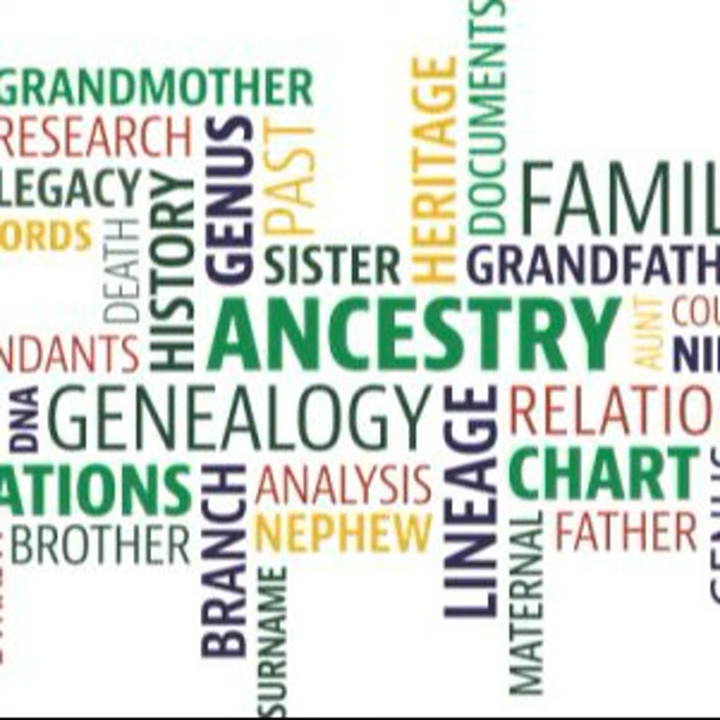 DOCUMENTS
GRANDMOTHER
HERITAGE
RESEARCH
GENUS
PAST
LEGACY
HISTORY
FAMIL
ORDS
DEATH
SISTER
GRANDFATH
ANCESTRY
AUNT
COL
NDANTS
DNA
GENEALOGY
LINEAGE
RELATIO
ATIONS
BRANCH
ANALYSIS
CHART
BROTHER
NEPHEW
FATHER
MATERNAL
SURNAME